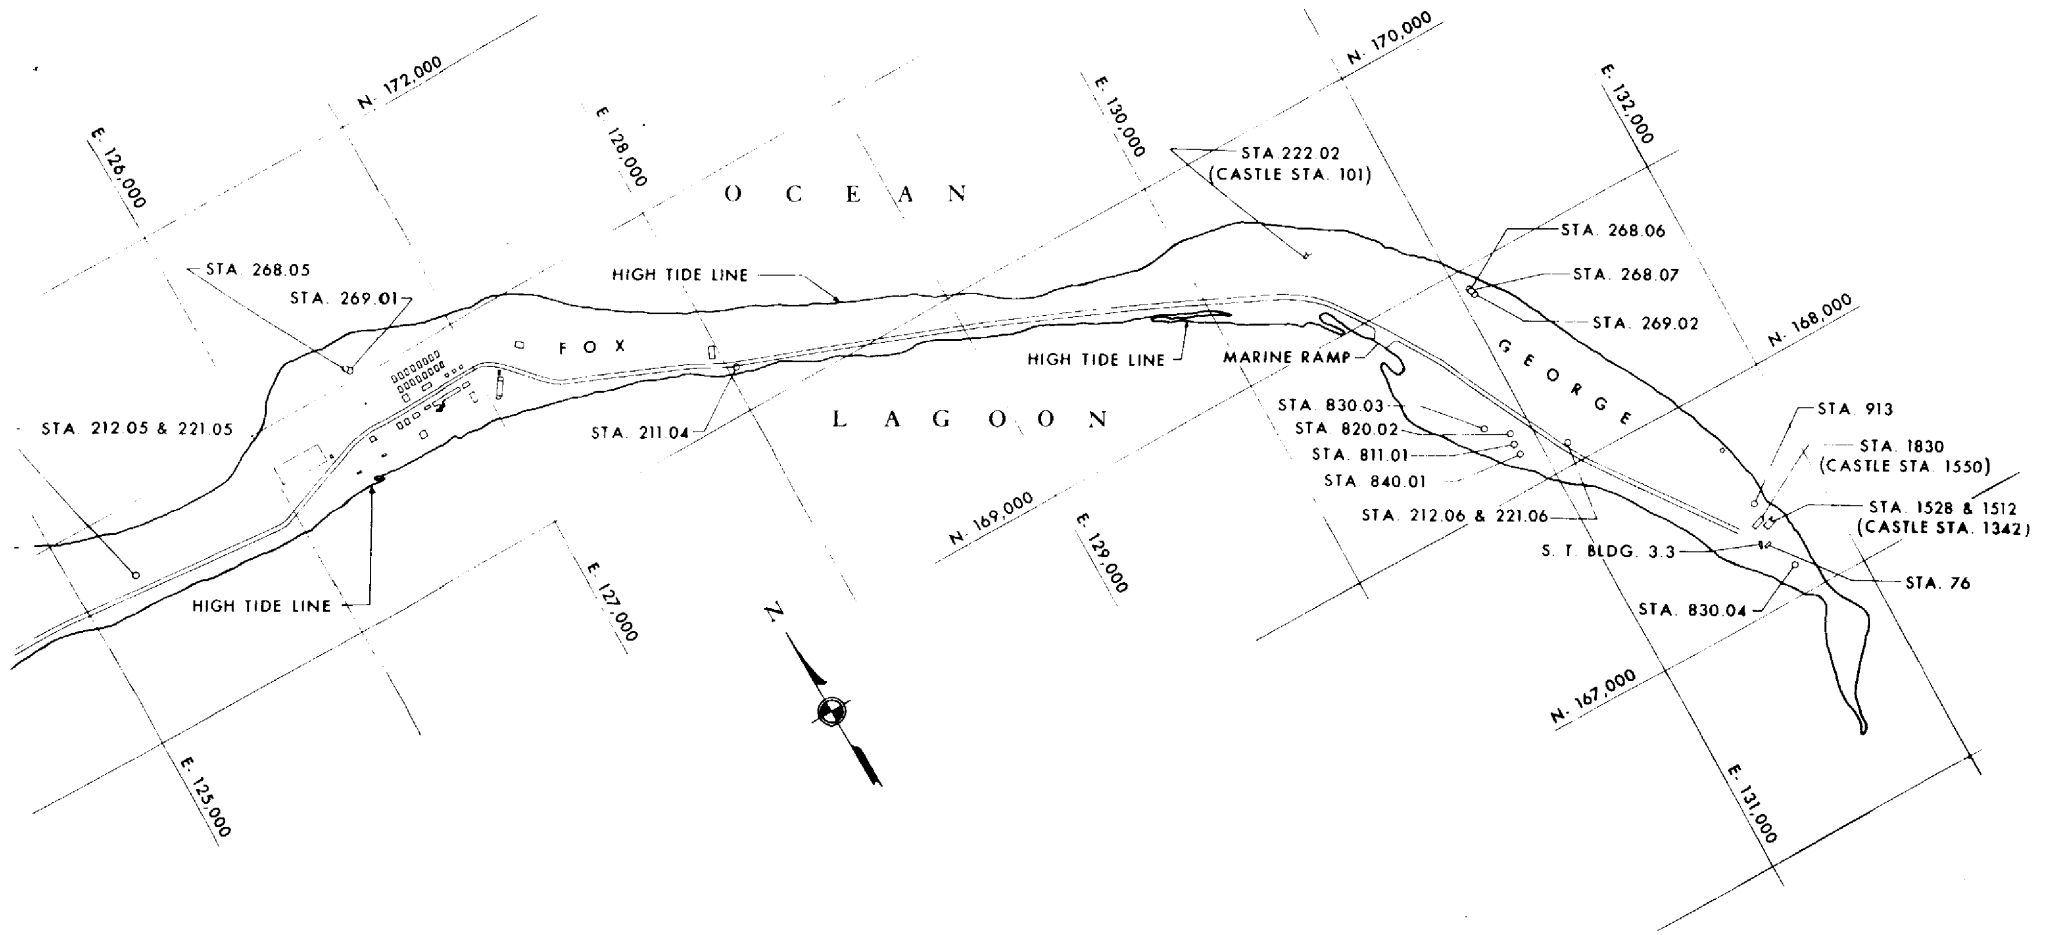 N- 170,000
N- 172,000
E- 126,000
E- 128,000
E- 130,000
E- 132,000
OCEAN
STA. 222.02
(CASTLE STA. 101)
STA. 268.05
STA. 269.01
HIGH TIDE LINE
STA. 268.06
STA. 268.07
STA. 269.02
N- 168,000
FOX
HIGH TIDE LINE
MARINE RAMP
GEORGE
STA. 212.05 & 221.05
STA. 211.04
LAGOON
STA. 830.03
STA. 820.02
STA. 811.01
STA. 840.01
STA. 212.06 & 221.06
STA. 913
STA. 1830
(CASTLE STA. 1550)
STA. 1528 & 1512
(CASTLE STA. 1342)
N- 169,000
E- 129,000
S. T. BLDG. 3.3
STA. 76
STA. 830.04
HIGH TIDE LINE
E- 127,000
N
N- 167,000
E- 125,000
E- 131,000